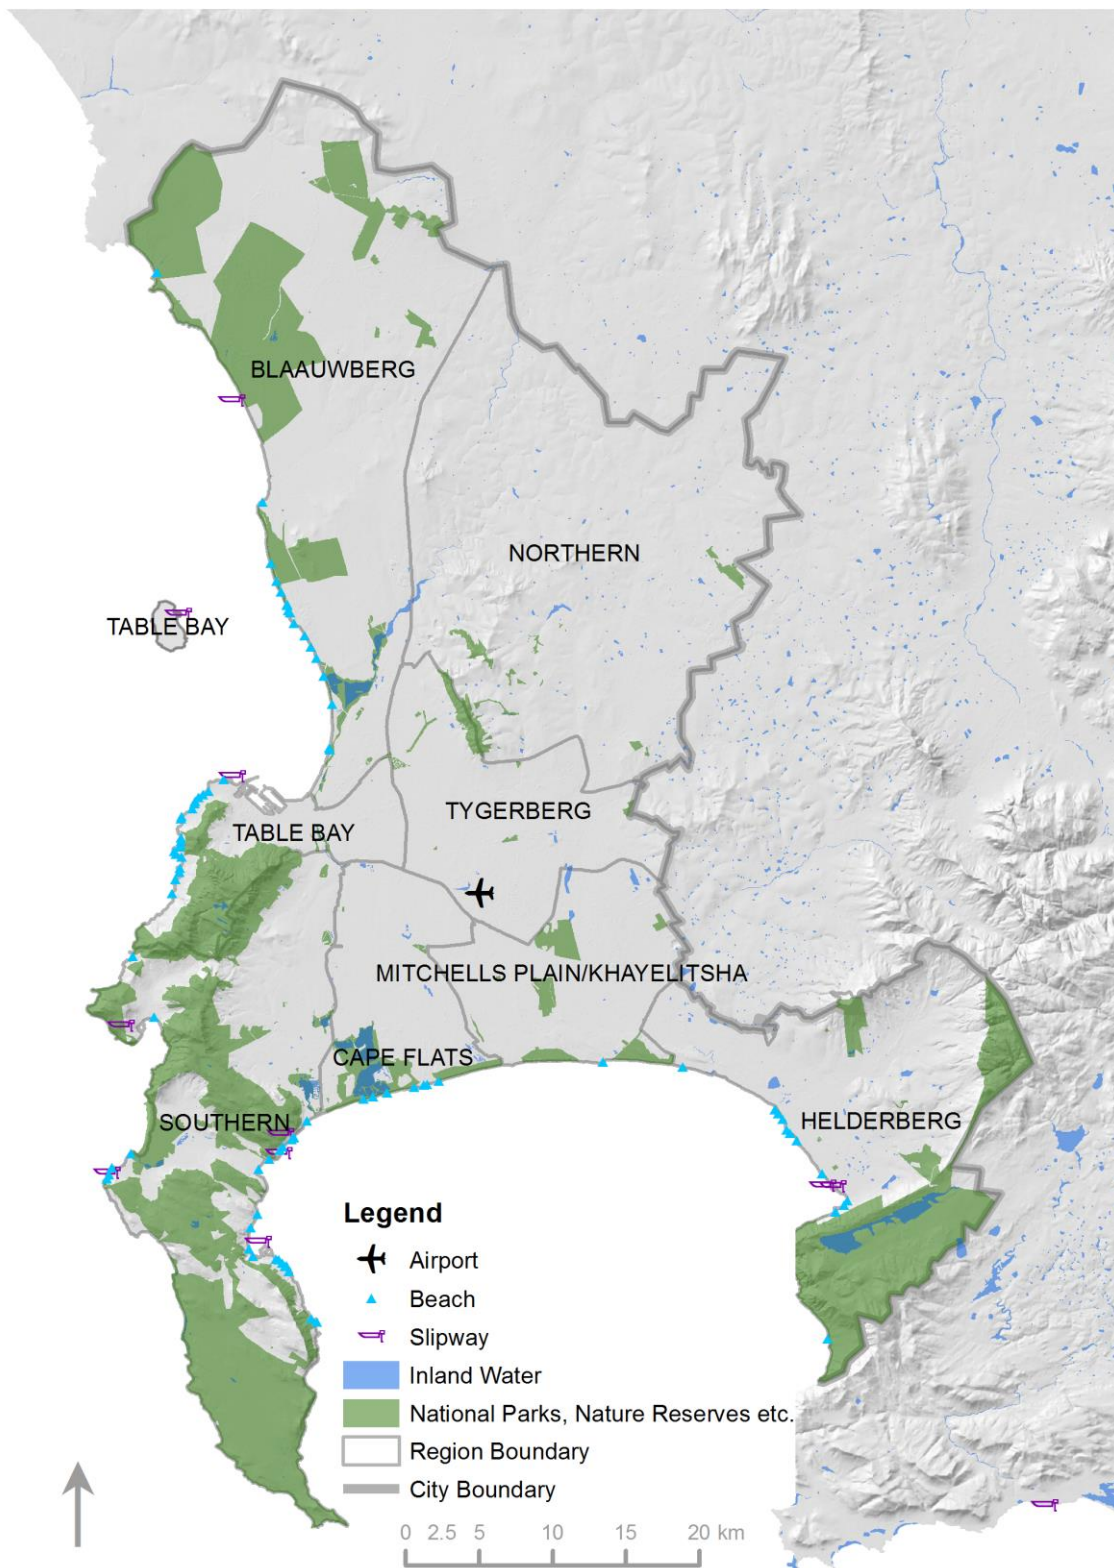 BLAAUWBERG
NORTHERN
TABLE BAY
TYGERBERG
TABLE BAY
MITCHELLS PLAIN/KHAYELITSHA
CAPE FLATS
SOUTHERN
HELDERBERG
Legend
Airport
Beach
Slipway
Inland Water
National Parks, Nature Reserves etc.
Region Boundary
City Boundary
0 2.5 5 10 15 20 km